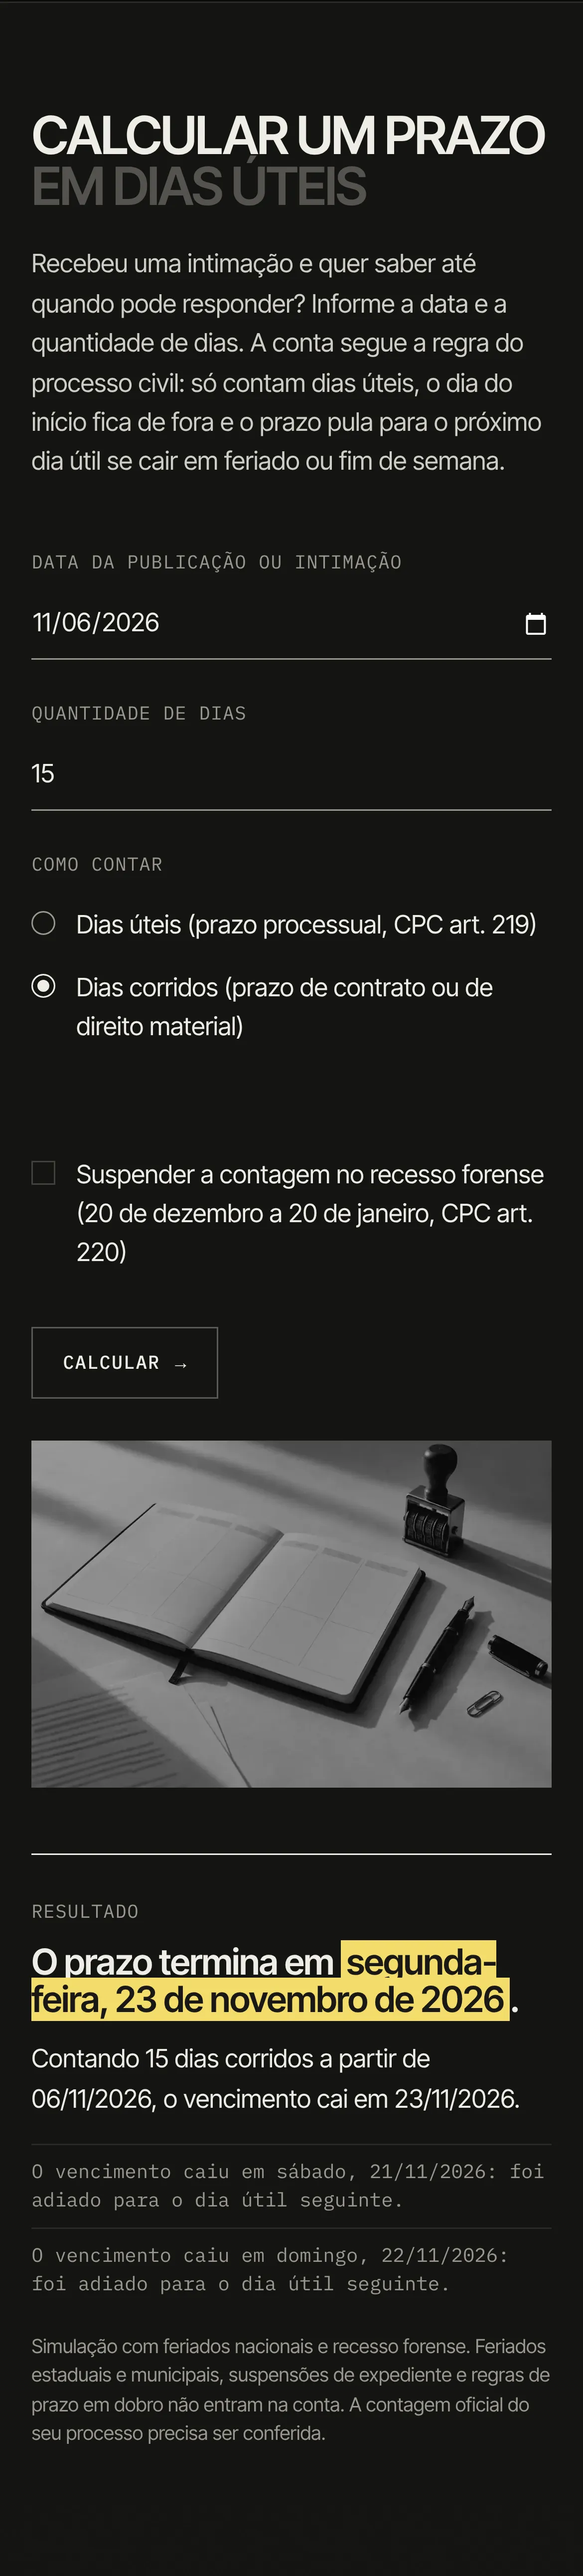 CALCULAR UM PRAZO
EM DIAS ÚTEIS
Recebeu uma intimação e quer saber até
quando pode responder? Informe a data e a
quantidade de dias. A conta segue a regra do
processo civil: só contam dias úteis, o dia do
início fica de fora e o prazo pula para o próximo
dia útil se cair em feriado ou fim de semana.
DATA DA PUBLICAÇÃO OU INTIMAÇÃO
11/06/2026
QUANTIDADE DE DIAS
15
COMO CONTAR
Dias úteis (prazo processual, CPC art. 219)
Dias corridos (prazo de contrato ou de
direito material)
Suspender a contagem no recesso forense
(20 de dezembro a 20 de janeiro, CPC art.
220)
CALCULAR →
RESULTADO
O prazo termina em segunda-
feira, 23 de novembro de 2026.
Contando 15 dias corridos a partir de
06/11/2026, o vencimento cai em 23/11/2026.
O vencimento caiu em sábado, 21/11/2026: foi
adiado para o dia útil seguinte.
O vencimento caiu em domingo, 22/11/2026:
foi adiado para o dia útil seguinte.
Simulação com feriados nacionais e recesso forense. Feriados
estaduais e municipais, suspensões de expediente e regras de
prazo em dobro não entram na conta. A contagem oficial do
seu processo precisa ser conferida.